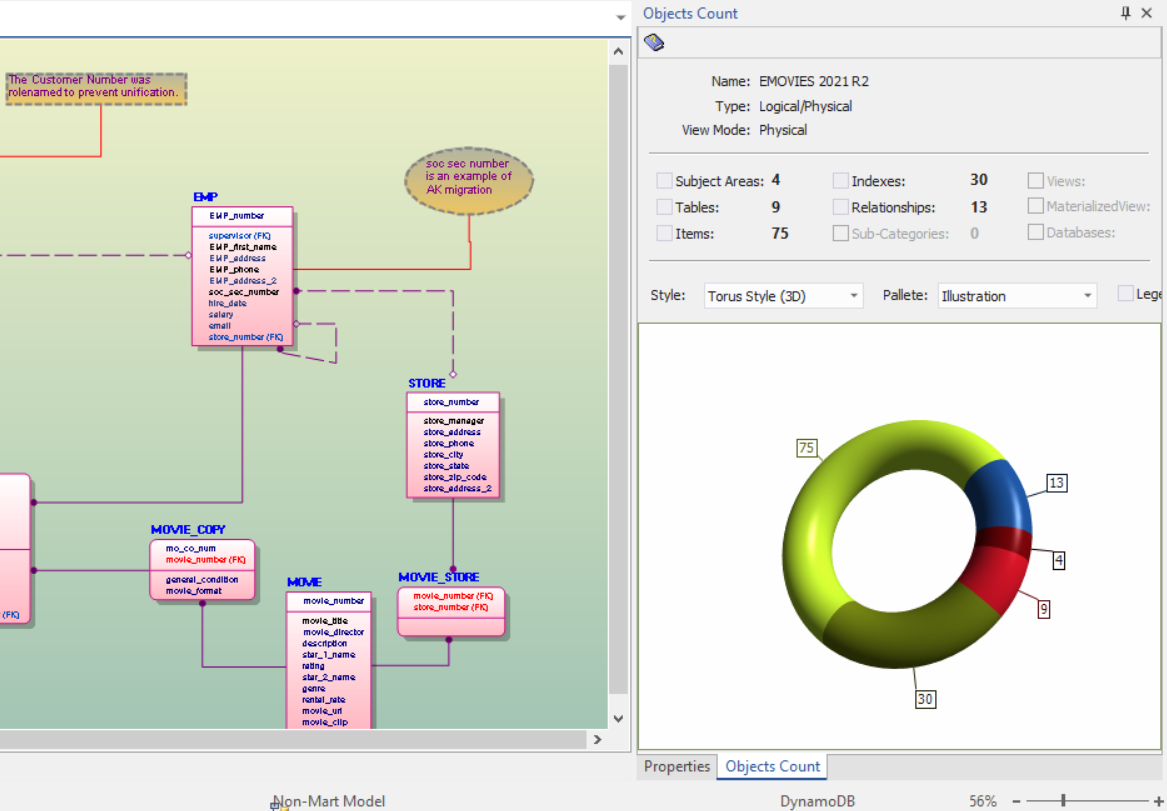 Objects Count
The Customer Number was
rolenamed to prevent unification.
Name: EMOVIES 2021 R2
Type: Logical/Physical
View Mode: Physical
soc sec number
is an example of
AK migration
Subject Areas: 4
Indexes: 30
Views:
Tables: 9
Relationships: 13
MaterializedView:
Items: 75
Sub-Categories: 0
Databases:
EMP
EMP_number
supervisor (FK)
EMP_first_name
EMP_address
EMP_phone
EMP_address_2
soc_sec_number
hire_date
salary
email
store_number (FK)
Style: Torus Style (3D)
Pallete: Illustration
Lege
STORE
store_number
store_manager
store_address
store_phone
store_city
store_state
store_zip_code
store_address_2
75
13
4
9
30
MOVIE_COPY
mo_co_num
movie_number (FK)
general_condition
movie_format
MOVIE
movie_number
movie_title
movie_director
description
star_1_name
rating
star_2_name
genre
rental_rate
movie_url
movie_clip
MOVIE_STORE
movie_number (FK)
store_number (FK)
(FK)
Properties
Objects Count
Non-Mart Model
DynamoDB
56%